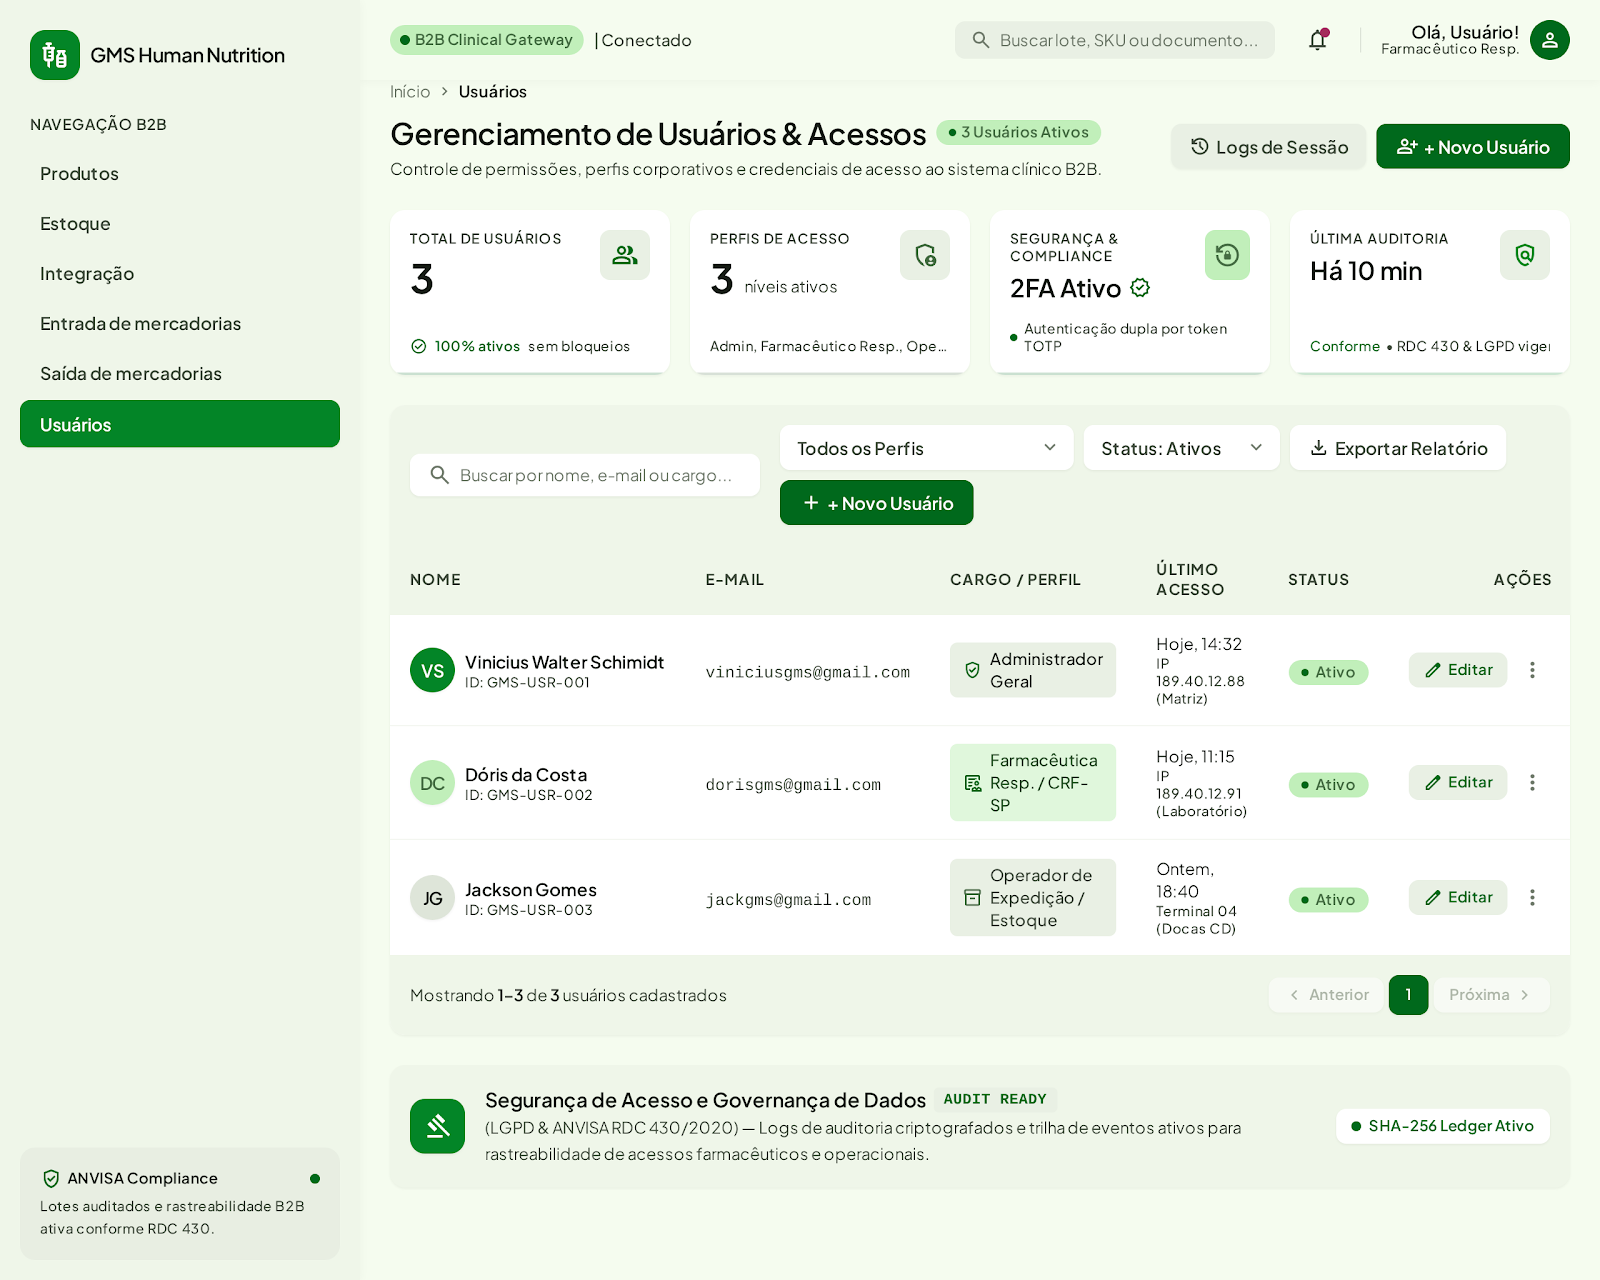 GMS Human Nutrition
NAVEGAÇÃO B2B
Produtos
Estoque
Integração
Entrada de mercadorias
Saída de mercadorias
Usuários
ANVISA Compliance
Lotes auditados e rastreabilidade B2B
ativa conforme RDC 430.
B2B Clinical Gateway | Conectado
Buscar lote, SKU ou documento...
Olá, Usuário!
Farmacêutico Resp.
Início > Usuários
Gerenciamento de Usuários & Acessos
3 Usuários Ativos
Controle de permissões, perfis corporativos e credenciais de acesso ao sistema clínico B2B.
Logs de Sessão
+ Novo Usuário
TOTAL DE USUÁRIOS
3
100% ativos sem bloqueios
PERFIS DE ACESSO
3 níveis ativos
Admin, Farmacêutico Resp., Ope...
SEGURANÇA &
COMPLIANCE
2FA Ativo
Autenticação dupla por token
TOTP
ÚLTIMA AUDITORIA
Há 10 min
Conforme • RDC 430 & LGPD viger
Buscar por nome, e-mail ou cargo...
Todos os Perfis
Status: Ativos
Exportar Relatório
+ + Novo Usuário
NOME
E-MAIL
CARGO / PERFIL
ÚLTIMO
ACESSO
STATUS
AÇÕES
VS
Vinicius Walter Schimidt
ID: GMS-USR-001
viniciusgms@gmail.com
Administrador
Geral
Hoje, 14:32
IP
189.40.12.88
(Matriz)
Ativo
Editar
DC
Dóris da Costa
ID: GMS-USR-002
dorisgms@gmail.com
Farmacêutica
Resp. / CRF-
SP
Hoje, 11:15
IP
189.40.12.91
(Laboratório)
Ativo
Editar
JG
Jackson Gomes
ID: GMS-USR-003
jackgms@gmail.com
Operador de
Expedição /
Estoque
Ontem,
18:40
Terminal 04
(Docas CD)
Ativo
Editar
Mostrando 1–3 de 3 usuários cadastrados
Anterior
1
Próxima
Segurança de Acesso e Governança de Dados
AUDIT READY
(LGPD & ANVISA RDC 430/2020) — Logs de auditoria criptografados e trilha de eventos ativos para
rastreabilidade de acessos farmacêuticos e operacionais.
SHA-256 Ledger Ativo